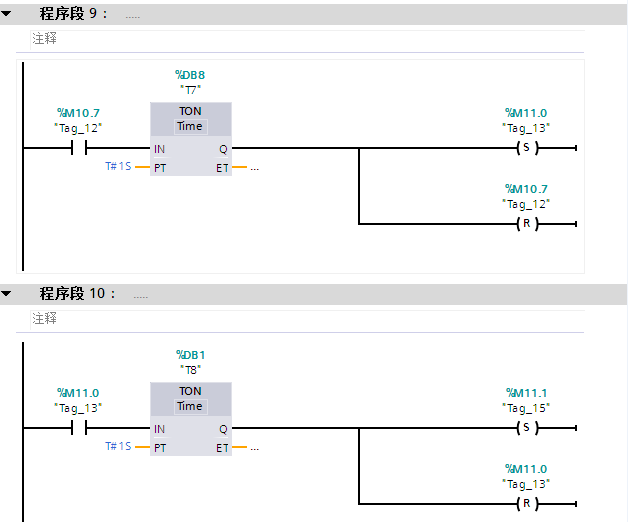 程序段 9： .....
注释
%DB8
"T7"
%M10.7
"Tag_12"
TON
Time
%M11.0
"Tag_13"
IN
Q
S
T#1S
PT
ET
...
%M10.7
"Tag_12"
R
程序段 10： .....
注释
%DB1
"T8"
%M11.0
"Tag_13"
TON
Time
%M11.1
"Tag_15"
IN
Q
S
T#1S
PT
ET
...
%M11.0
"Tag_13"
R